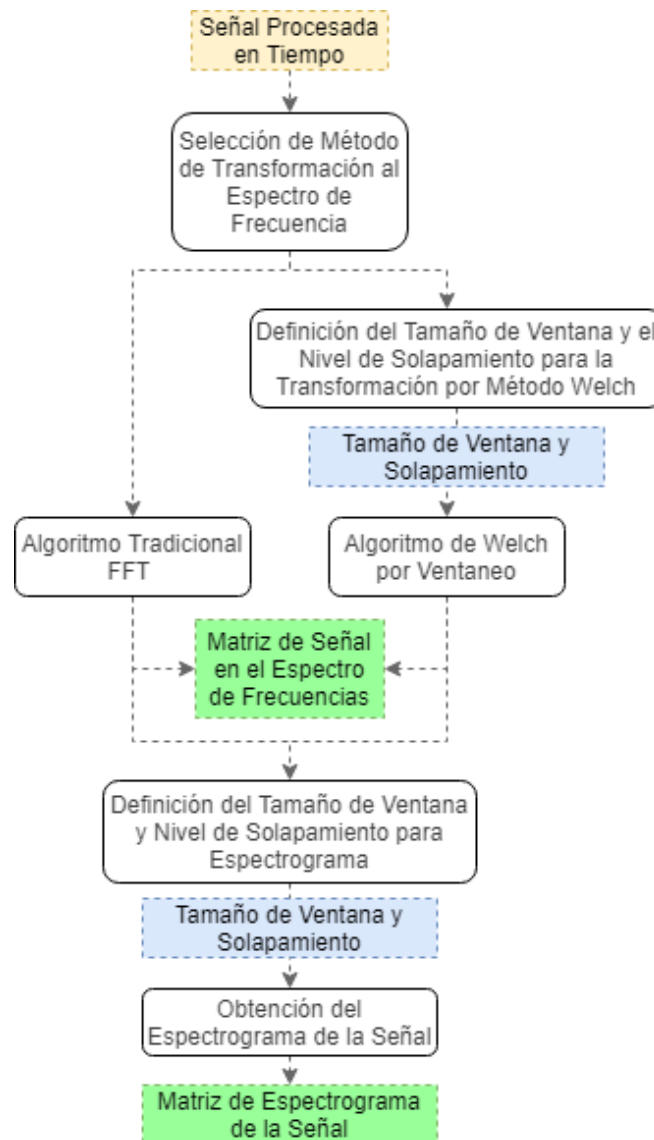 Señal Procesada
en Tiempo
Selección de Método
de Transformación al
Espectro de
Frecuencia
Definición del Tamaño de Ventana y el
Nivel de Solapamiento para la
Transformación por Método Welch
Tamaño de Ventana y
Solapamiento
Algoritmo Tradicional
FFT
Algoritmo de Welch
por Ventaneo
Matriz de Señal
en el Espectro
de Frecuencias
Definición del Tamaño de Ventana
y Nivel de Solapamiento para
Espectrograma
Tamaño de Ventana y
Solapamiento
Obtención del
Espectrograma de la Señal
Matriz de Espectrograma
de la Señal